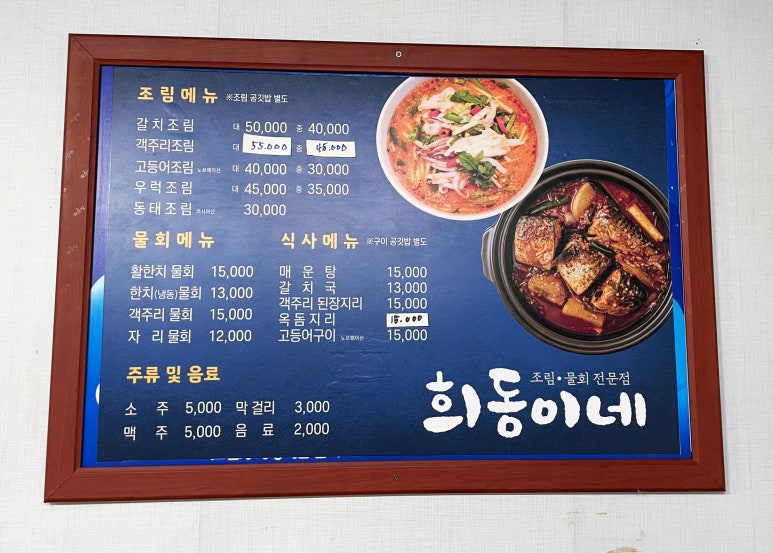 조림메뉴 ※조림 공깃밥 별도
갈치조림 대 50,000 중 40,000
객주리조림 대 55.000 중 45.000
고등어조림 노르웨이산 대 40,000 중 30,000
우럭조림 대 45,000 중 35,000
동태조림 러시아산 30,000
물회메뉴
활한치 물회 15,000
한치(냉동)물회 13,000
객주리 물회 15,000
자리물회 12,000
식사메뉴 ※구이 공깃밥 별도
매운탕 15,000
갈치국 13,000
객주리 된장지리 15,000
옥돔지리 15.000
고등어구이 노르웨이산 15,000
주류 및 음료
소주 5,000 막걸리 3,000
맥주 5,000 음료 2,000
조림•물회 전문점
희동이네